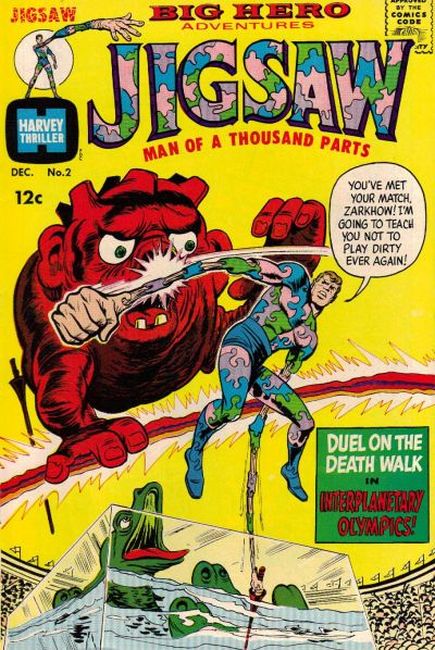 JIGSAW
BIG HERO
ADVENTURES
APPROVED
BY THE
COMICS
CODE
JIGSAW
MAN OF A THOUSAND PARTS
H
HARVEY
THRILLER
DEC. No.2
12c
YOU'VE MET
YOUR MATCH,
ZARKHOW! I'M
GOING TO TEACH
YOU NOT TO
PLAY DIRTY
EVER AGAIN!
DUEL ON THE
DEATH WALK
IN
INTERPLANETARY
OLYMPICS!